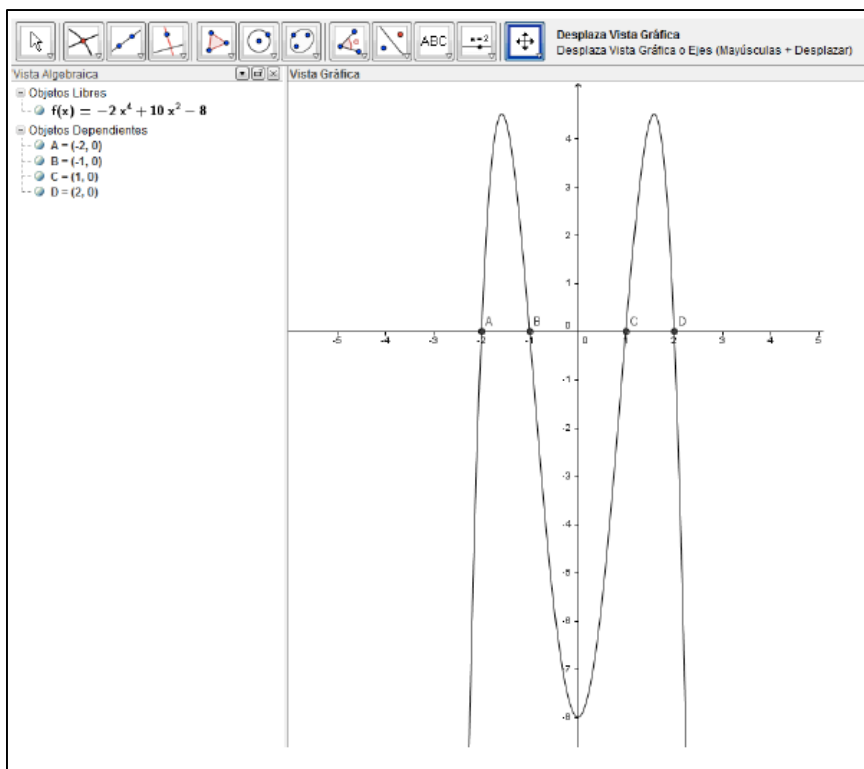 ABC
a=2
Desplaza Vista Gráfica
Desplaza Vista Gráfica o Ejes (Mayúsculas + Desplazar)
Vista Algebraica
Vista Gráfica
Objetos Libres
f(x) = −2 x⁴ + 10 x² − 8
Objetos Dependientes
A = (-2, 0)
B = (-1, 0)
C = (1, 0)
D = (2, 0)
4
3
2
1
0
A B C D
-5 -4 -3 -2 -1 0 1 2 3 4 5
-1
-2
-3
-4
-5
-6
-7
-8